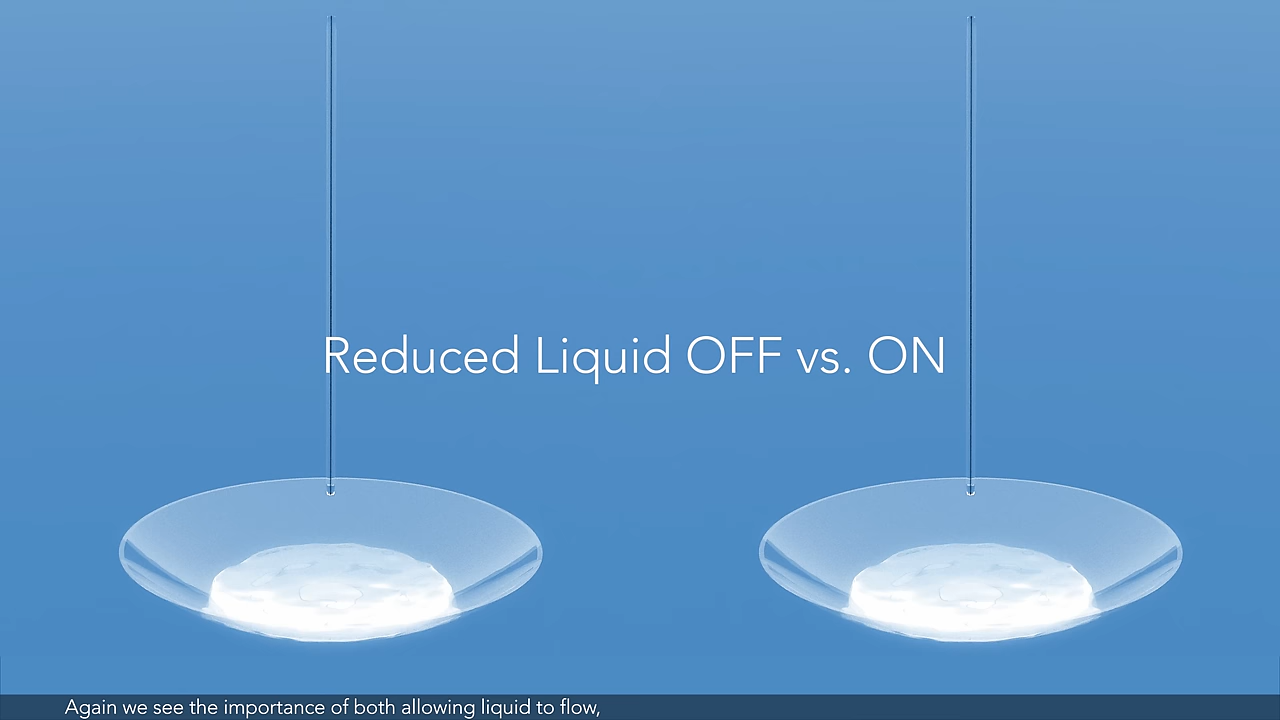 Reduced Liquid OFF vs. ON
Again we see the importance of both allowing liquid to flow,